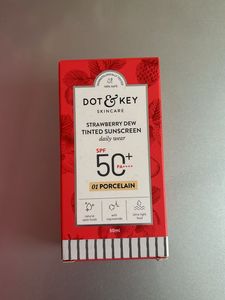 DOT & KEY
SKINCARE
STRAWBERRY DEW
TINTED SUNSCREEN
daily wear
SPF
50+
PA++++
01 PORCELAIN
50mL